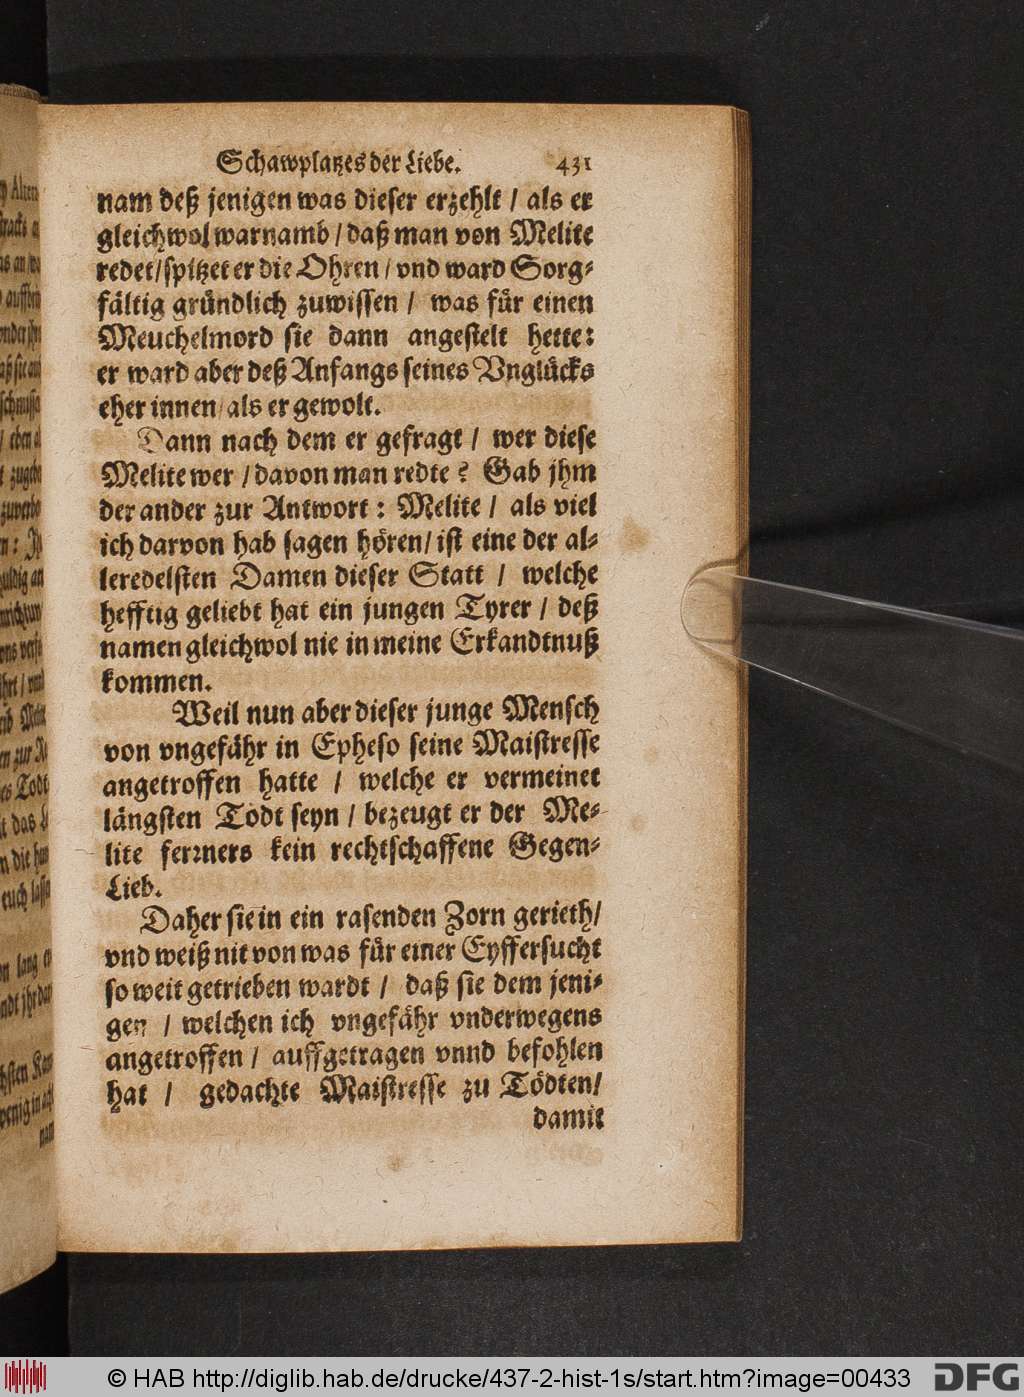 Schawplatzes der Liebe. 431
nam deß jenigen was dieser erzehlt / als er
gleichwol warnamb / daß man von Melite
redet / spitzet er die Ohren / vnd ward Sorg-
fältig gründlich zuwissen / was für einen
Meuchelmord sie dann angestelt hette:
er ward aber deß Anfangs seines Vnglücks
eher innen / als er gewolt.
Dann nach dem er gefragt / wer diese
Melite wer / davon man redte? Gab jhm
der ander zur Antwort: Melite / als viel
ich darvon hab sagen hören / ist eine der al-
leredelsten Damen dieser Statt / welche
hefftig geliebt hat ein jungen Tyrer / deß
namen gleichwol nie in meine Erkandtnuß
kommen.
Weil nun aber dieser junge Mensch
von vngefähr in Epheso seine Maistresse
angetroffen hatte / welche er vermeinet
längsten Todt seyn / bezeugt er der Me-
lite ferrners kein rechtschaffene Gegen-
Lieb.
Daher sie in ein rasenden Zorn gerieth /
vnd weiß nit von was für einer Eyffersucht
so weit getrieben wardt / daß sie dem jeni-
gen / welchen ich vngefähr vnderwegens
angetroffen / auffgetragen vnnd befohlen
hat / gedachte Maistresse zu Tödten /
damit
© HAB http://diglib.hab.de/drucke/437-2-hist-1s/start.htm?image=00433
DFG